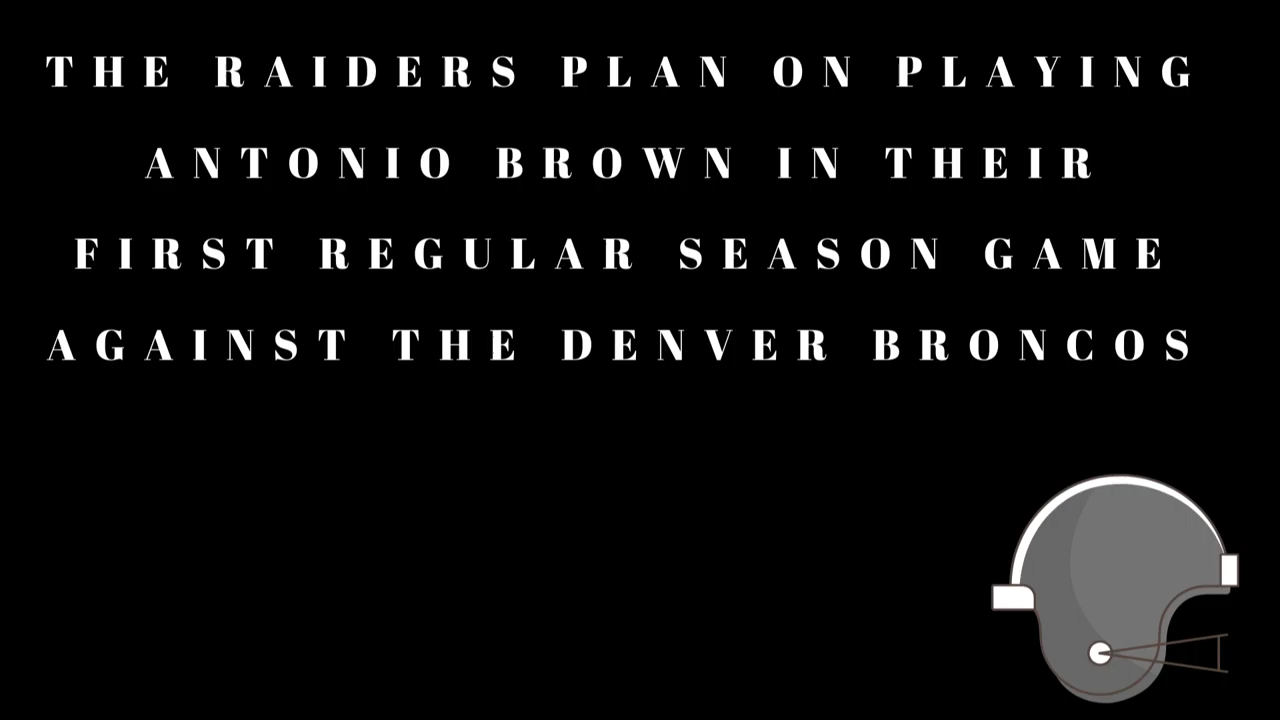 THE RAIDERS PLAN ON PLAYING
ANTONIO BROWN IN THEIR
FIRST REGULAR SEASON GAME
AGAINST THE DENVER BRONCOS